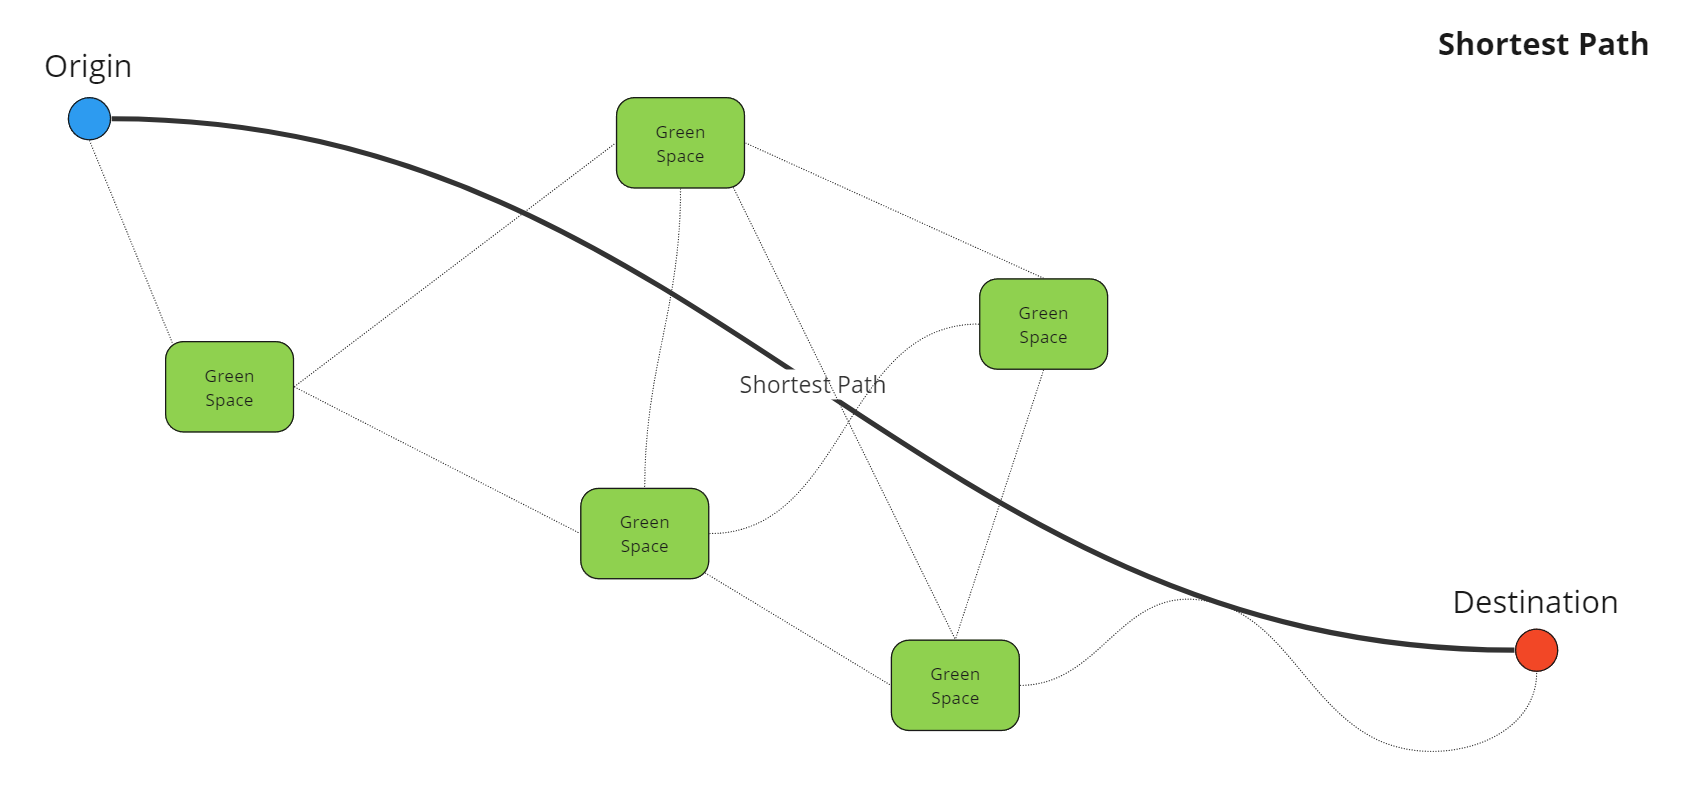 Shortest Path
Origin
Green
Space
Green
Space
Green
Space
Shortest Path
Green
Space
Destination
Green
Space